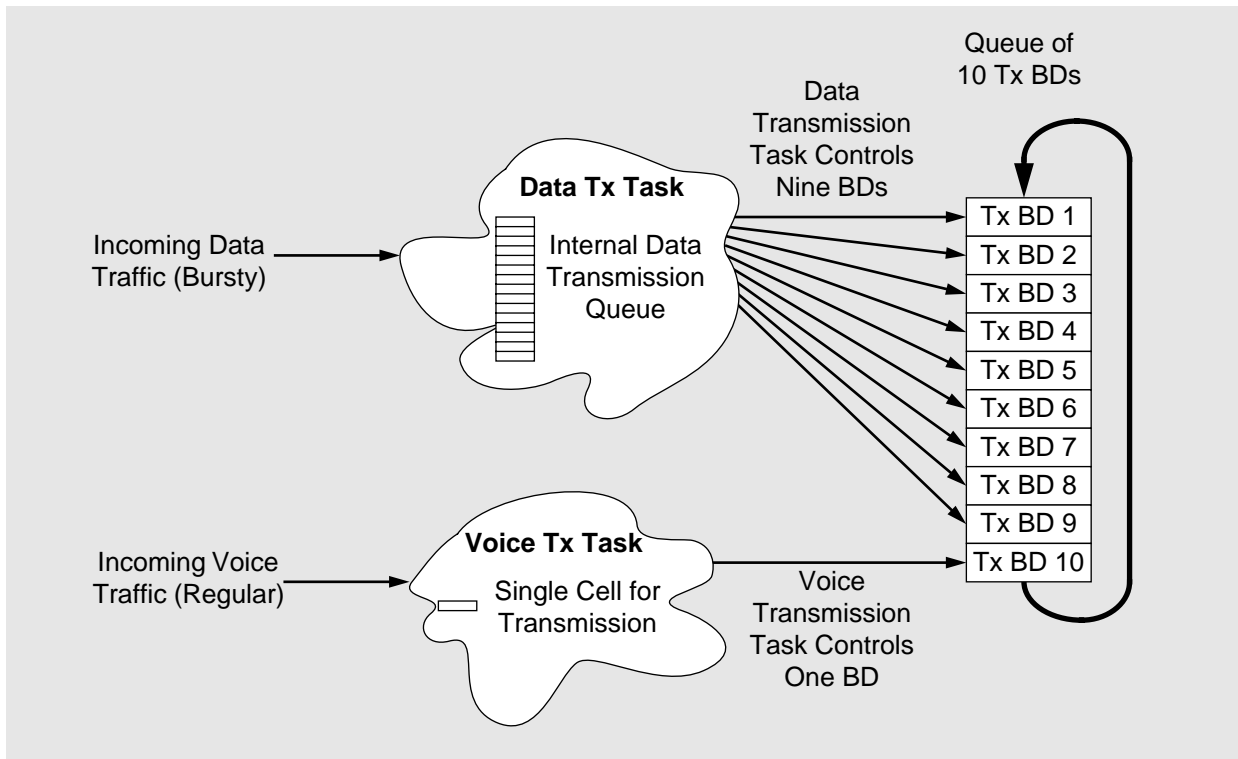 Queue of
10 Tx BDs
Data
Transmission
Task Controls
Nine BDs
Data Tx Task
Internal Data
Transmission
Queue
Incoming Data
Traffic (Bursty)
Tx BD 1
Tx BD 2
Tx BD 3
Tx BD 4
Tx BD 5
Tx BD 6
Tx BD 7
Tx BD 8
Tx BD 9
Tx BD 10
Incoming Voice
Traffic (Regular)
Voice Tx Task
Single Cell for
Transmission
Voice
Transmission
Task Controls
One BD